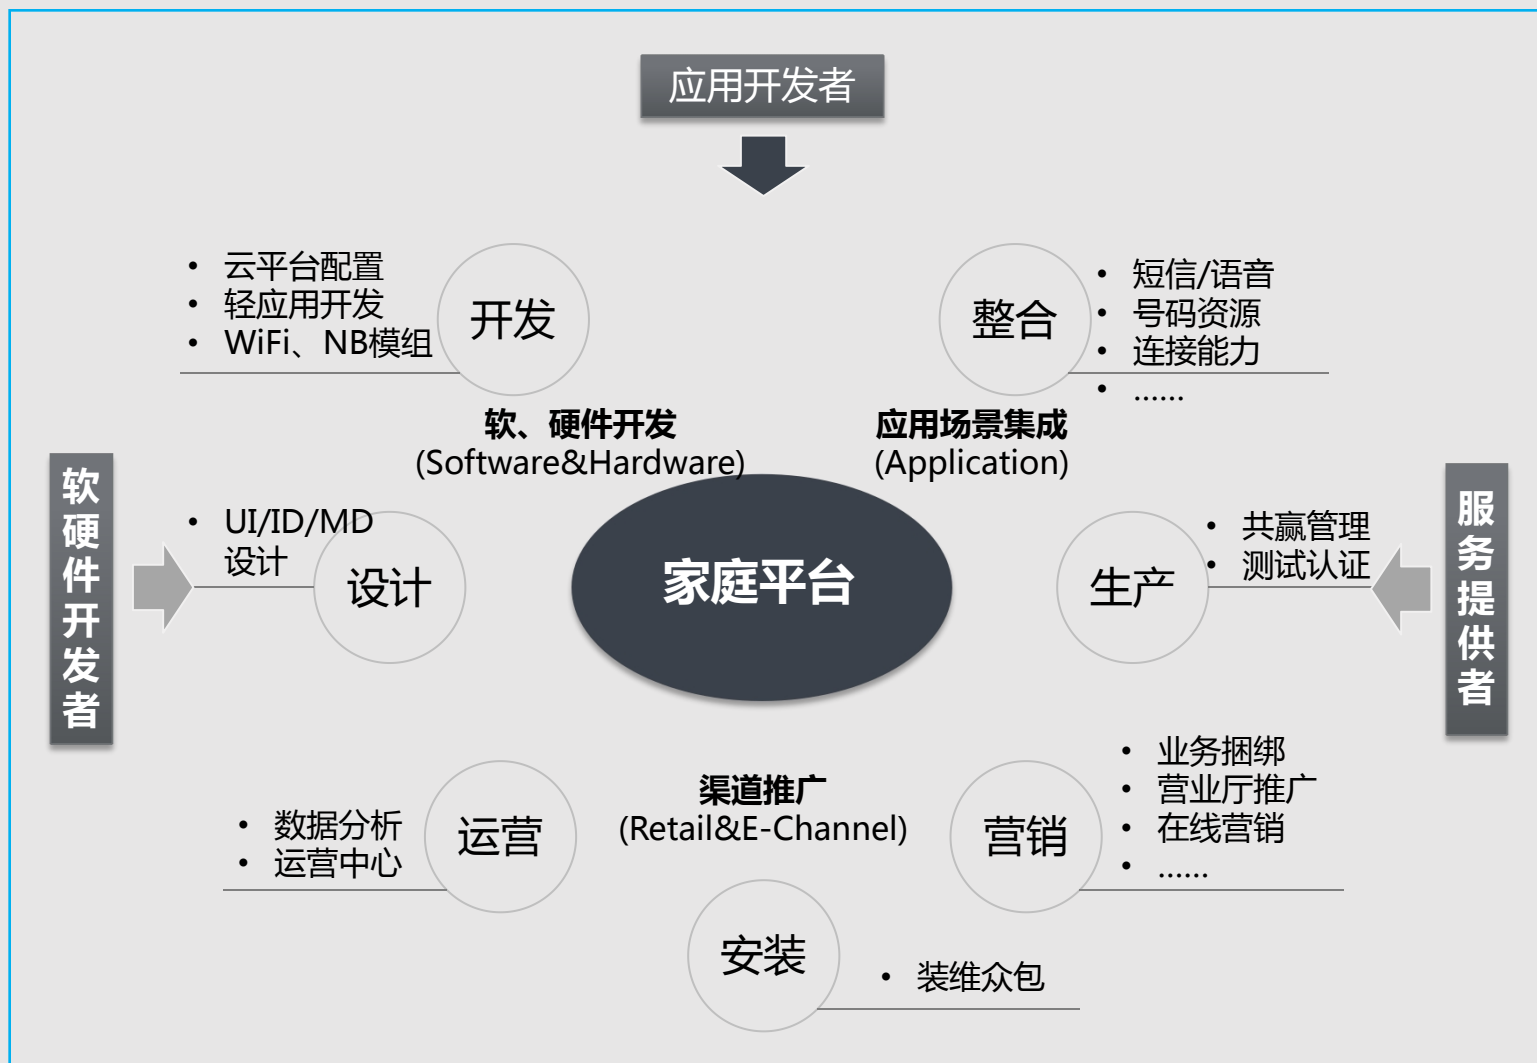 应用开发者
• 云平台配置
• 轻应用开发
• WiFi、NB模组
开发
整合
• 短信/语音
• 号码资源
• 连接能力
• ......
软、硬件开发
(Software&Hardware)
应用场景集成
(Application)
软硬件开发者
• UI/ID/MD
设计
设计
家庭平台
生产
• 共赢管理
• 测试认证
服务提供者
• 数据分析
• 运营中心
运营
渠道推广
(Retail&E-Channel)
营销
• 业务捆绑
• 营业厅推广
• 在线营销
• ......
安装
• 装维众包